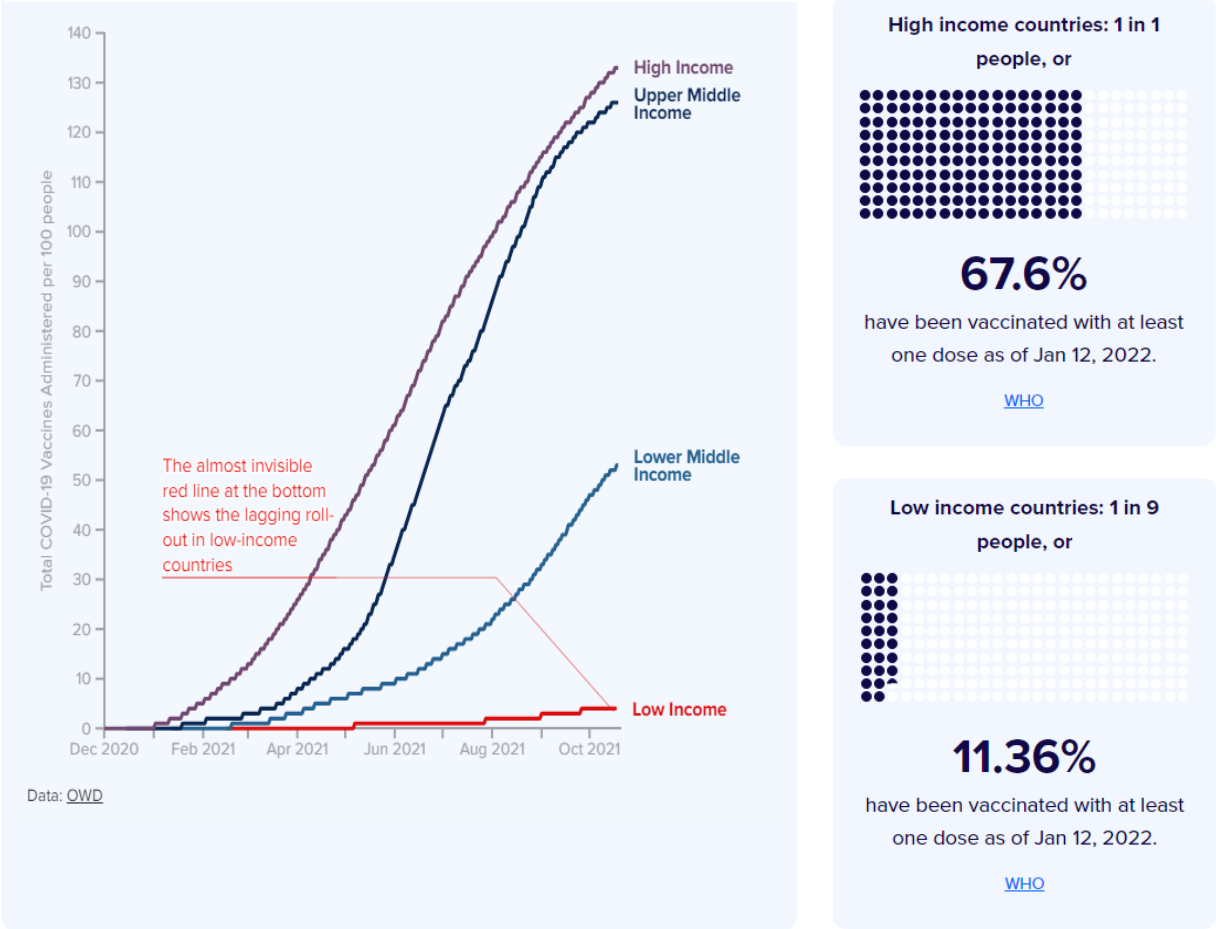 Total COVID-19 Vaccines Administered per 100 people
140
130
120
110
100
90
80
70
60
50
40
30
20
10
0
Dec 2020
Feb 2021
Apr 2021
Jun 2021
Aug 2021
Oct 2021
High Income
Upper Middle
Income
Lower Middle
Income
Low Income
The almost invisible
red line at the bottom
shows the lagging roll-
out in low-income
countries
Data: OWD
High income countries: 1 in 1
people, or
67.6%
have been vaccinated with at least
one dose as of Jan 12, 2022.
WHO
Low income countries: 1 in 9
people, or
11.36%
have been vaccinated with at least
one dose as of Jan 12, 2022.
WHO